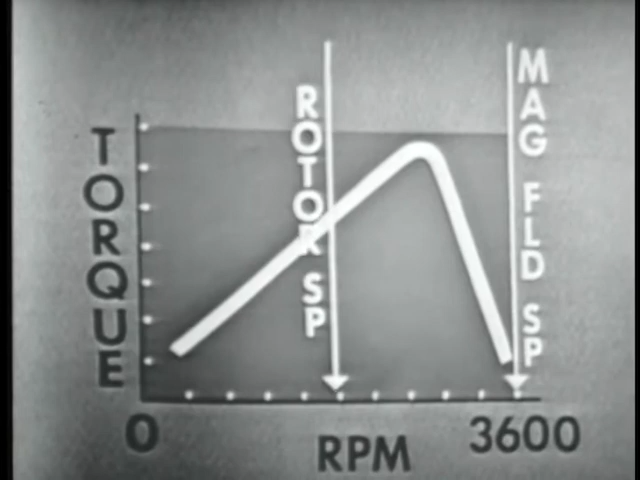 TORQUE
ROTOR SP
MAG FLD SP
0
RPM
3600